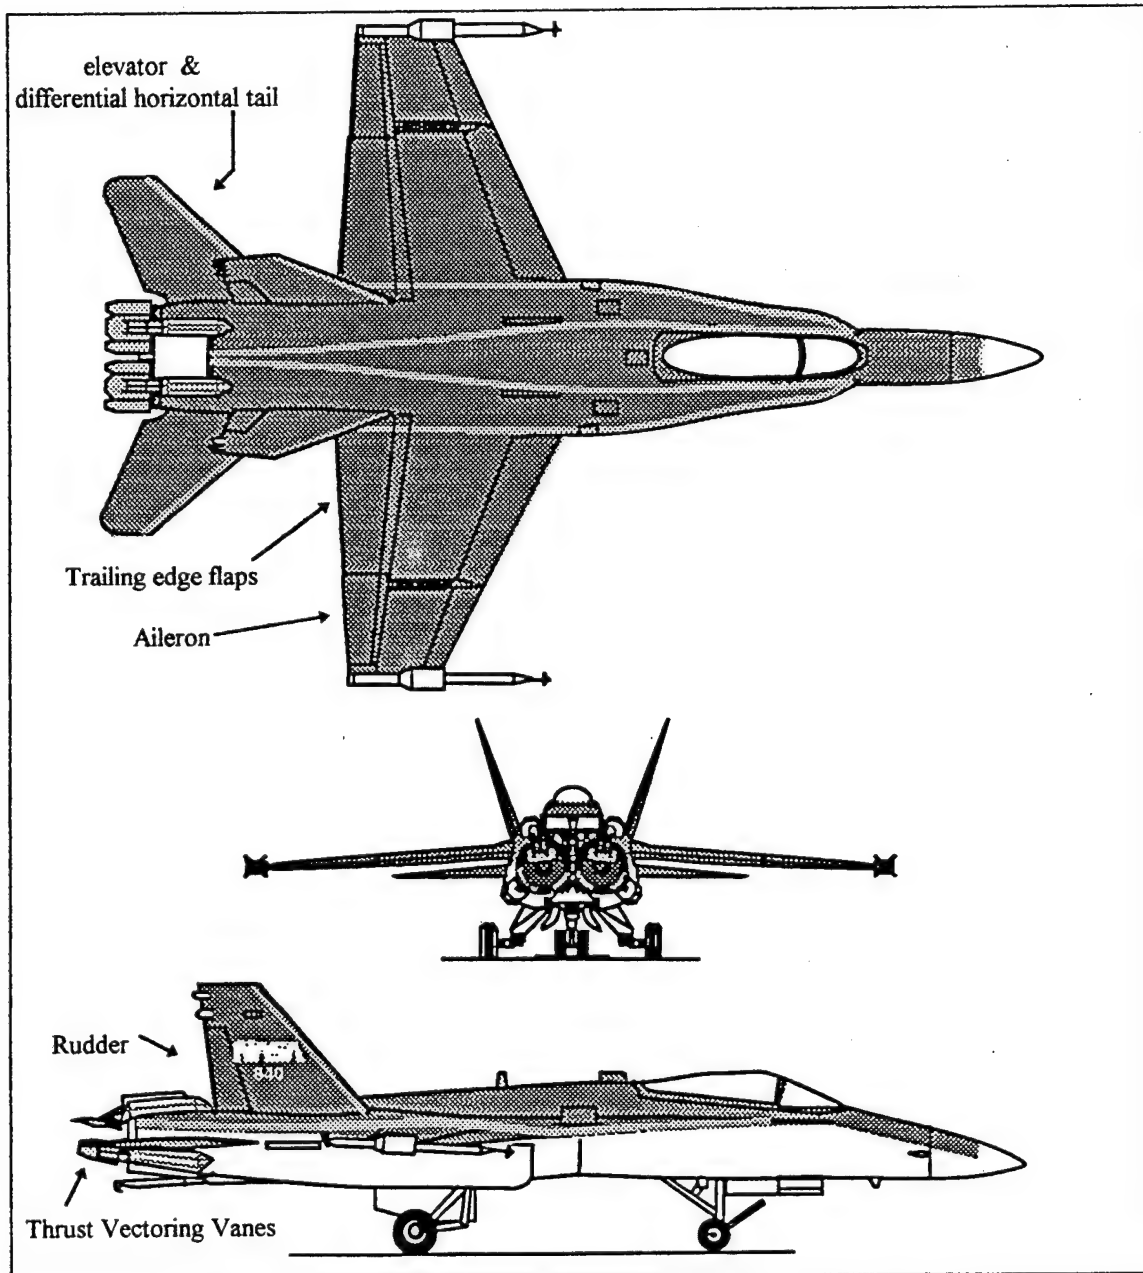 elevator &
differential horizontal tail
Trailing edge flaps
Aileron
Rudder
840
Thrust Vectoring Vanes